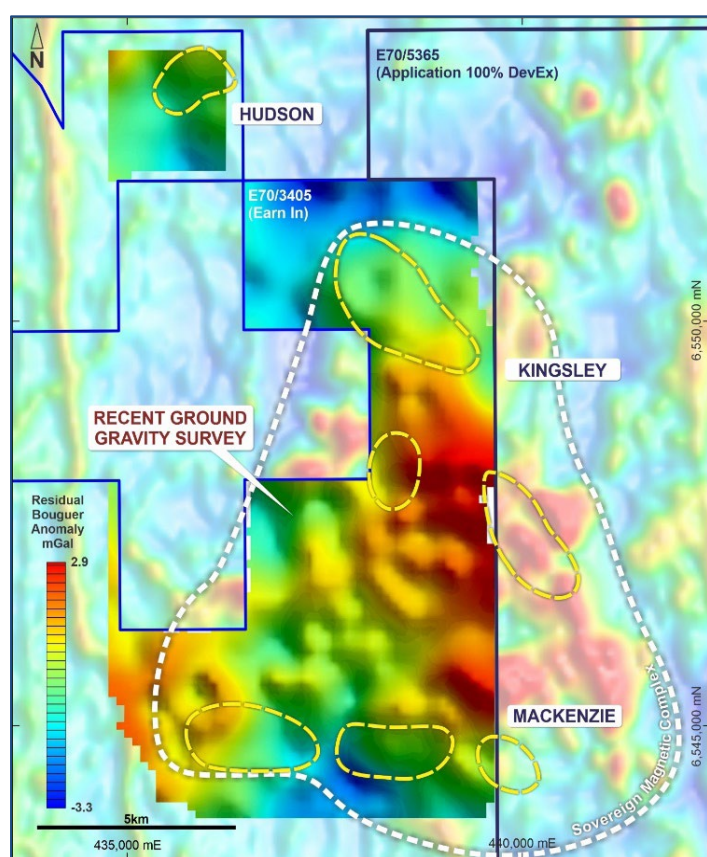 N
E70/5365
(Application 100% DevEx)
HUDSON
E70/3405
(Earn In)
6,550,000 mN
KINGSLEY
RECENT GROUND
GRAVITY SURVEY
Residual
Bouguer
Anomaly
mGal
2.9
-3.3
MACKENZIE
6,545,000 mN
Sovereign Magnetic Complex
5km
435,000 mE
440,000 mE